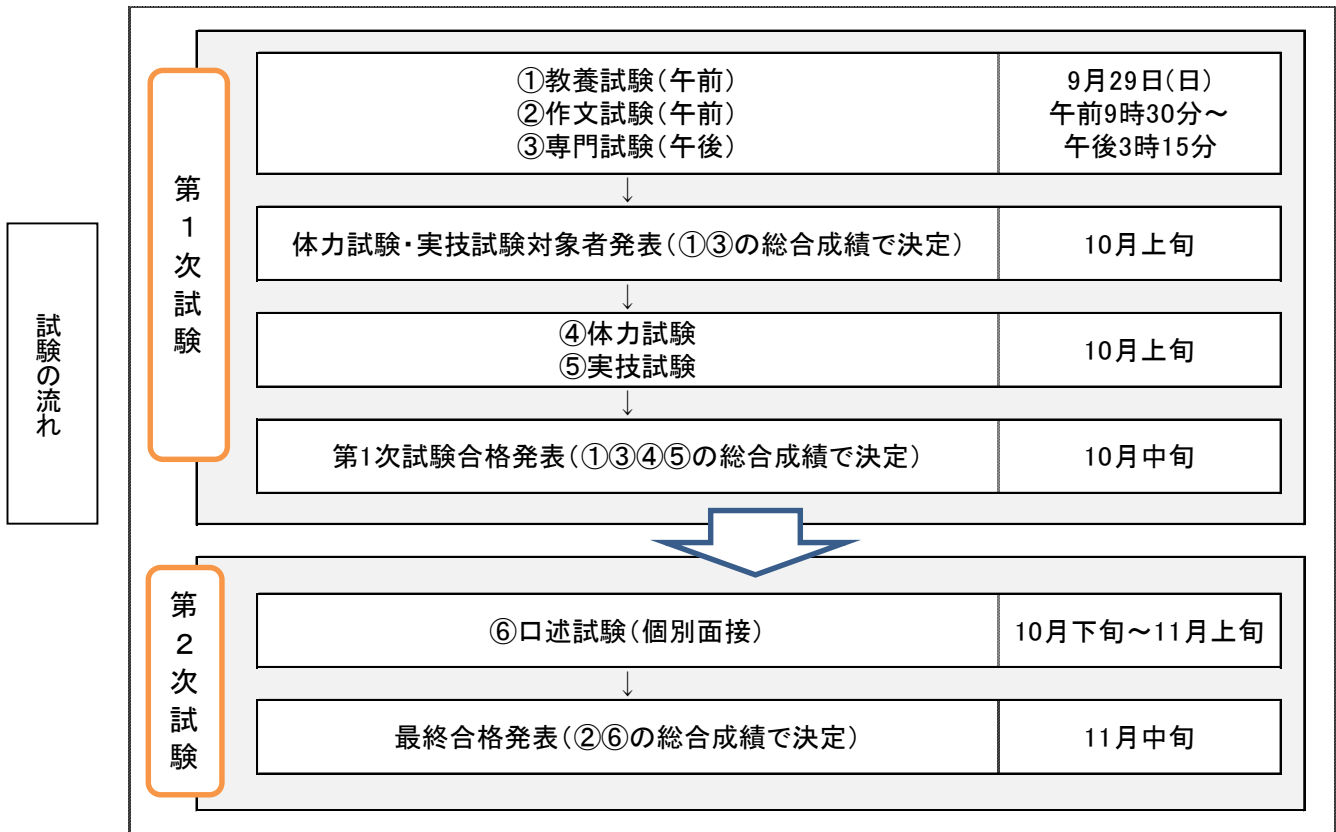 試験の流れ
第1次試験
①教養試験(午前)
②作文試験(午前)
③専門試験(午後)
9月29日(日)
午前9時30分～
午後3時15分
↓
体力試験・実技試験対象者発表(①③の総合成績で決定)
10月上旬
↓
④体力試験
⑤実技試験
10月上旬
↓
第1次試験合格発表(①③④⑤の総合成績で決定)
10月中旬
第2次試験
⑥口述試験(個別面接)
10月下旬～11月上旬
↓
最終合格発表(②⑥の総合成績で決定)
11月中旬